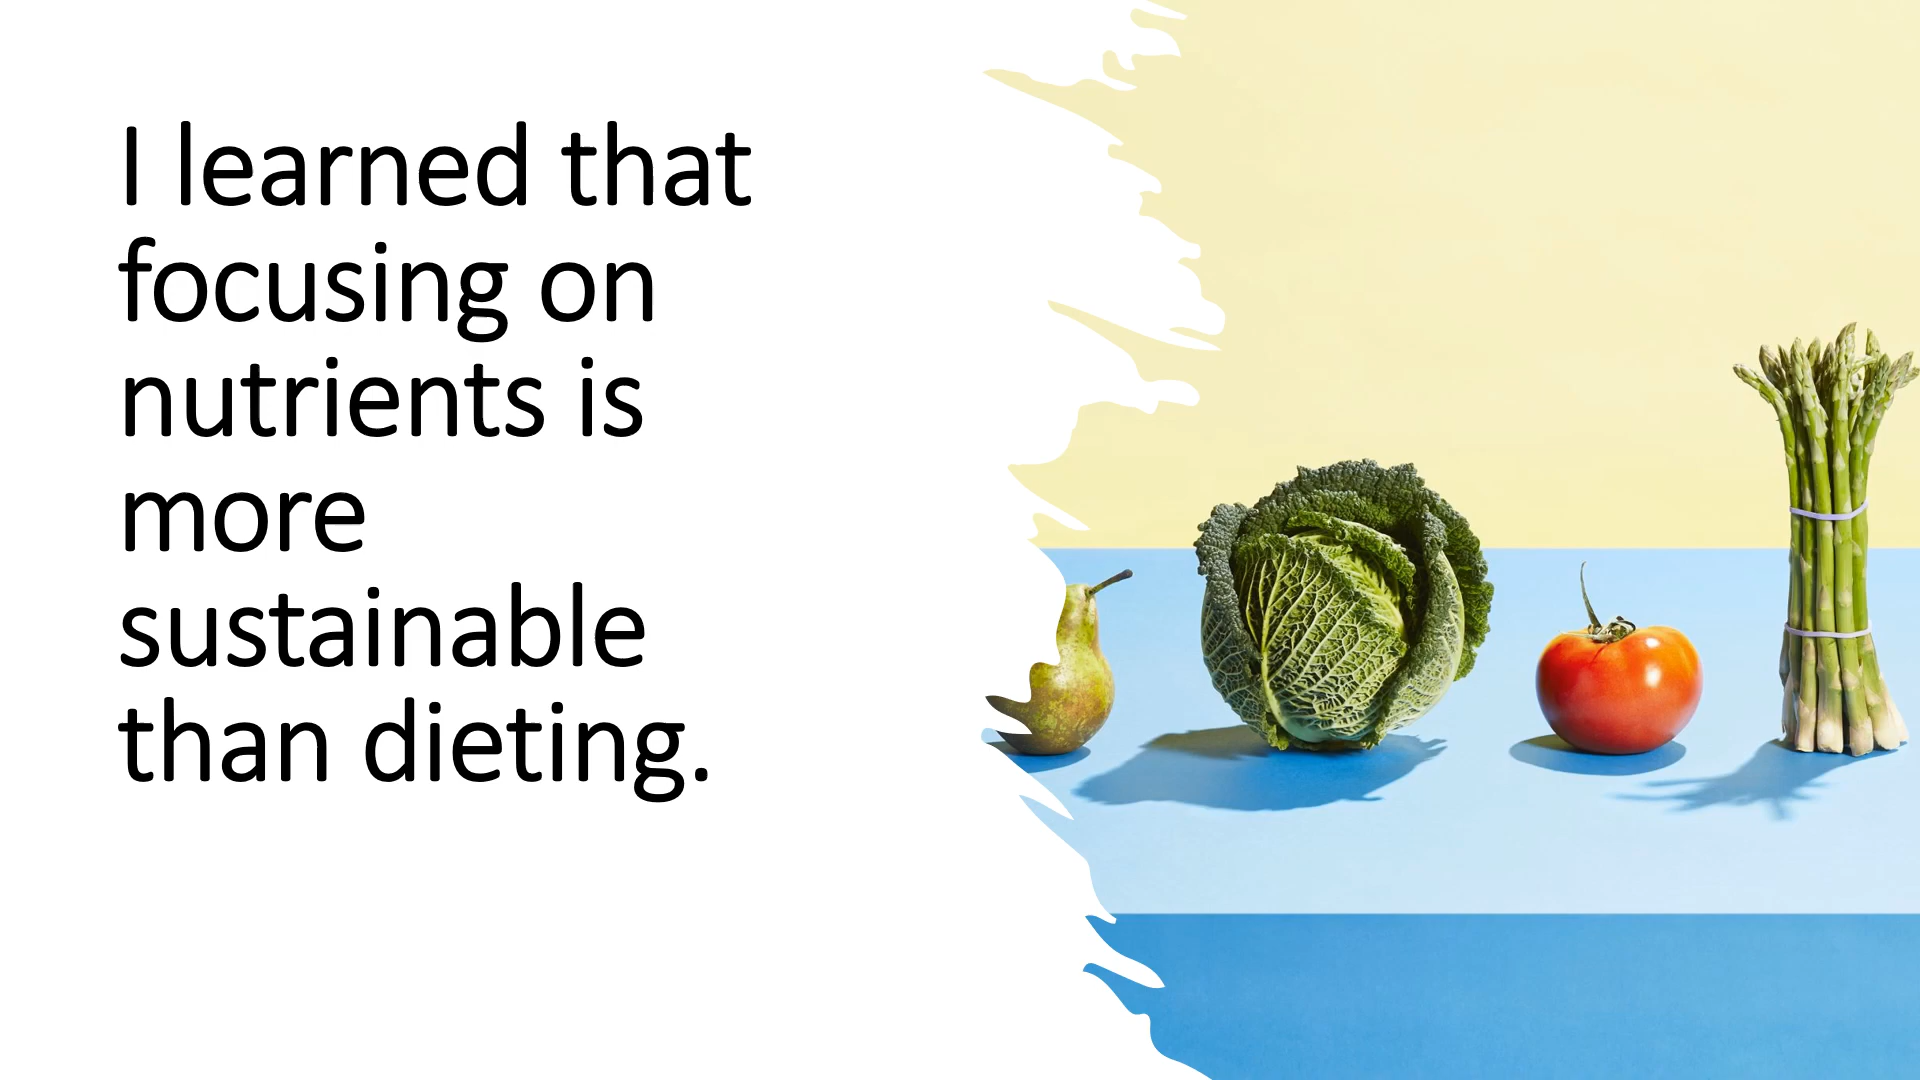 I learned that
focusing on
nutrients is
more
sustainable
than dieting.